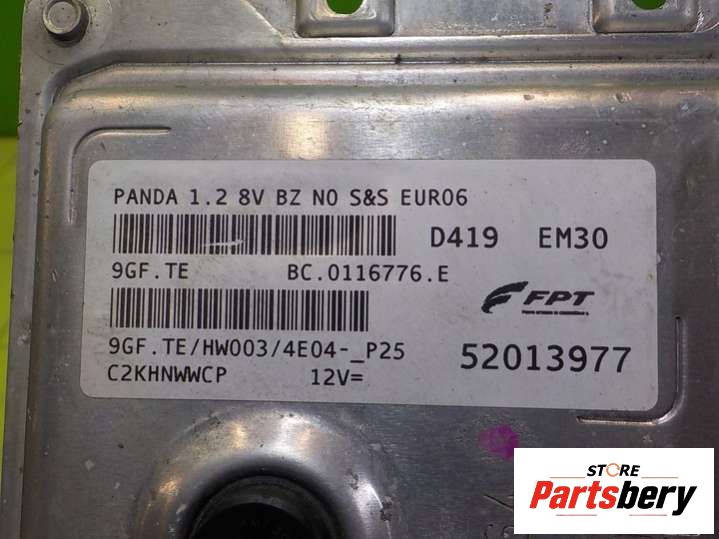 PANDA 1.2 8V BZ NO S&S EURO6
D419 EM30
9GF.TE BC.0116776.E
FPT
9GF.TE/HW003/4E04-_P25
52013977
C2KHNWWCP 12V=
STORE
Partsbery